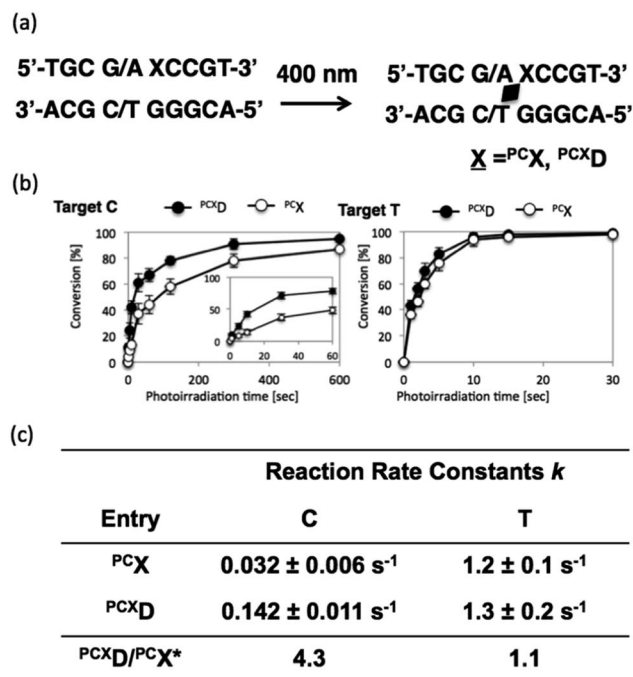 (a)
5'-TGC G/A XCCGT-3'
3'-ACG C/T GGGCA-5'
400 nm
5'-TGC G/A XCCGT-3'
3'-ACG C/T GGGCA-5'
X =PCX, PCXD
(b)
Target C PCXD PCX
Conversion [%]
100
80
60
40
20
0
0 200 400 600
Photoirradiation time [sec]
100
50
0
0 20 40 60
Target T PCXD PCX
Conversion [%]
100
80
60
40
20
0
0 10 20 30
Photoirradiation time [sec]
(c)
Reaction Rate Constants k
Entry C T
PCX 0.032 ± 0.006 s-1 1.2 ± 0.1 s-1
PCXD 0.142 ± 0.011 s-1 1.3 ± 0.2 s-1
PCXD/PCX* 4.3 1.1